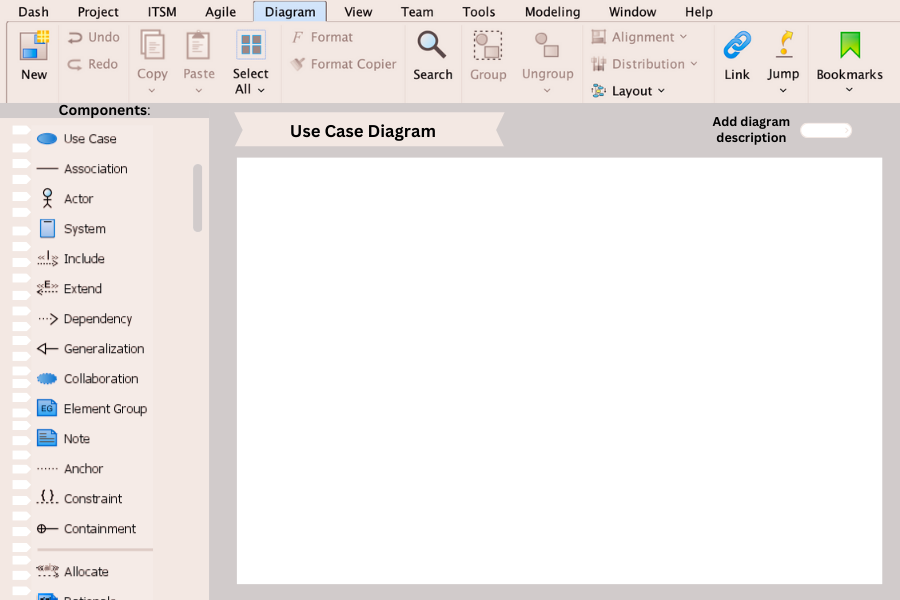 Dash Project ITSM Agile Diagram View Team Tools Modeling Window Help
Undo F Format Alignment
Redo Format Copier Distribution
New Copy Paste Select All Search Group Ungroup Layout Link Jump Bookmarks
Components:
Use Case
Association
Actor
System
Include
E Extend
Dependency
Generalization
Collaboration
EG Element Group
Note
Anchor
{} Constraint
Containment
Allocate
Use Case Diagram
Add diagram
description